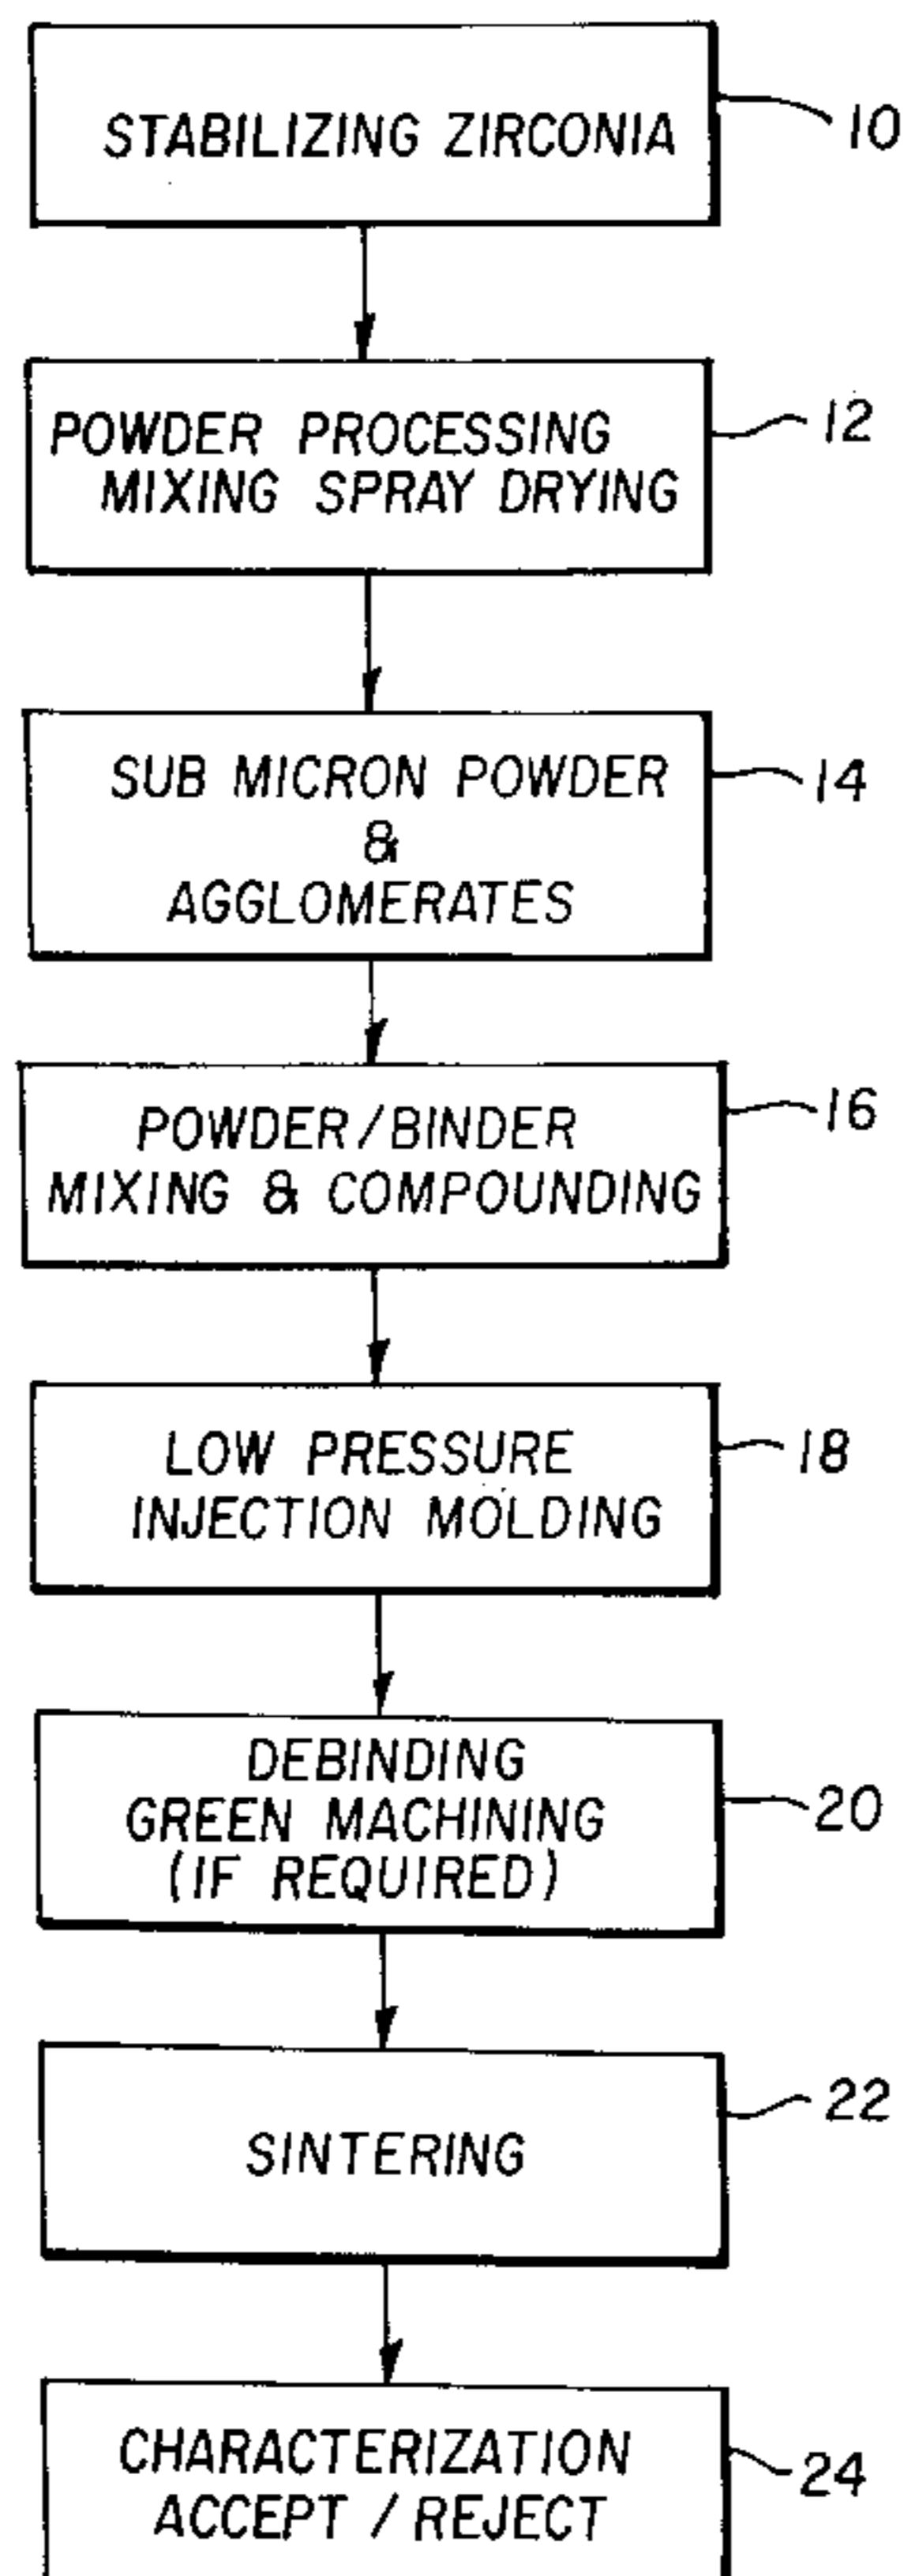 STABILIZING ZIRCONIA
10
POWDER PROCESSING
MIXING SPRAY DRYING
12
SUB MICRON POWDER
&
AGGLOMERATES
14
POWDER/BINDER
MIXING & COMPOUNDING
16
LOW PRESSURE
INJECTION MOLDING
18
DEBINDING
GREEN MACHINING
(IF REQUIRED)
20
SINTERING
22
CHARACTERIZATION
ACCEPT / REJECT
24